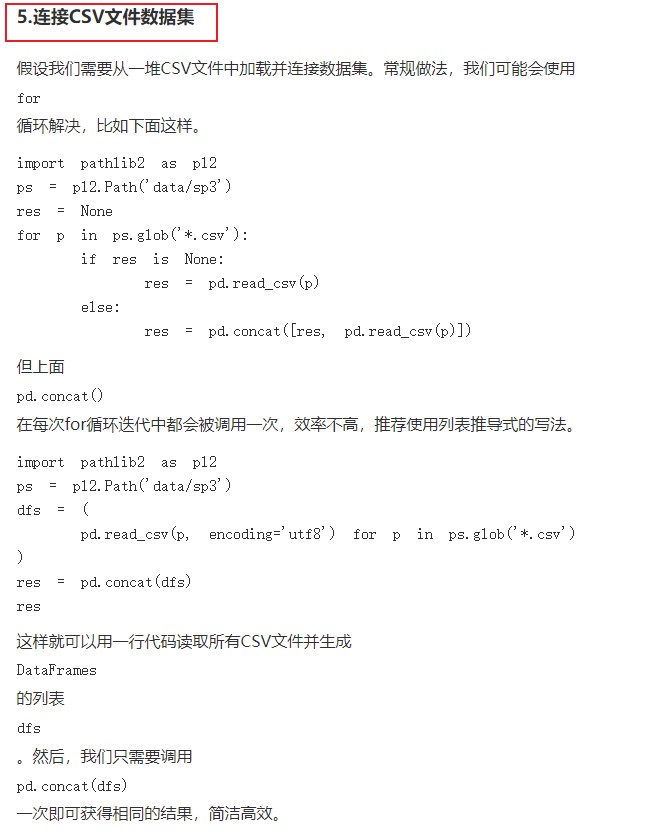 5.连接CSV文件数据集
假设我们需要从一堆CSV文件中加载并连接数据集。常规做法，我们可能会使用
for
循环解决，比如下面这样。
import pathlib2 as pl2
ps = pl2.Path('data/sp3')
res = None
for p in ps.glob('*.csv'):
        if res is None:
                res = pd.read_csv(p)
        else:
                res = pd.concat([res, pd.read_csv(p)])
但上面
pd.concat()
在每次for循环迭代中都会被调用一次，效率不高，推荐使用列表推导式的写法。
import pathlib2 as pl2
ps = pl2.Path('data/sp3')
dfs = (
        pd.read_csv(p, encoding='utf8') for p in ps.glob('*.csv')
)
res = pd.concat(dfs)
res
这样就可以用一行代码读取所有CSV文件并生成
DataFrames
的列表
dfs
。然后，我们只需要调用
pd.concat(dfs)
一次即可获得相同的结果，简洁高效。